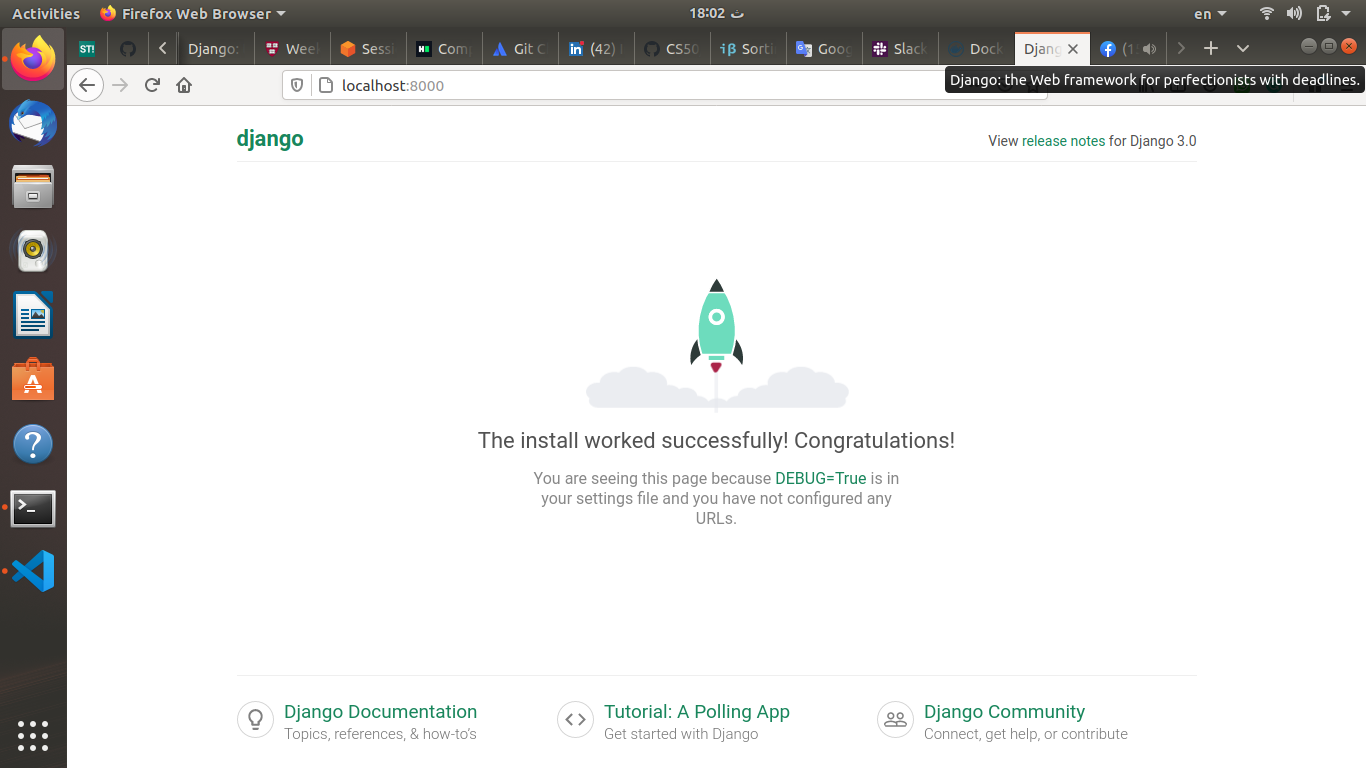 Activities
Firefox Web Browser
18:02 ث
en
ST!
Django:
Weel
Sessi
Comp
Git C
(42)
CS50
Sorti
Goog
Slack
Dock
Djang
(1
localhost:8000
Django: the Web framework for perfectionists with deadlines.
django
View release notes for Django 3.0
The install worked successfully! Congratulations!
You are seeing this page because DEBUG=True is in
your settings file and you have not configured any
URLs.
Django Documentation
Topics, references, & how-to’s
Tutorial: A Polling App
Get started with Django
Django Community
Connect, get help, or contribute